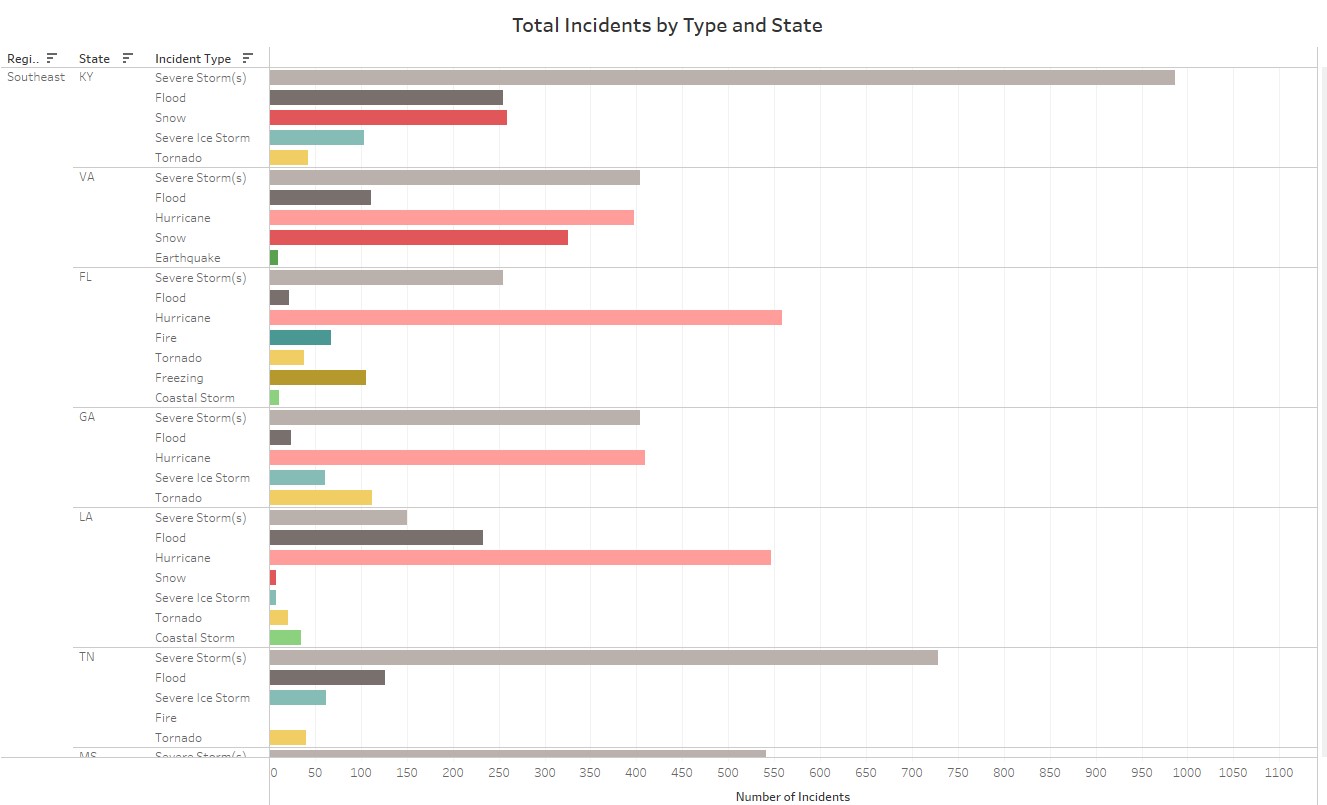 Total Incidents by Type and State
Regi.. State Incident Type
Southeast KY Severe Storm(s)
Flood
Snow
Severe Ice Storm
Tornado
VA Severe Storm(s)
Flood
Hurricane
Snow
Earthquake
FL Severe Storm(s)
Flood
Hurricane
Fire
Tornado
Freezing
Coastal Storm
GA Severe Storm(s)
Flood
Hurricane
Severe Ice Storm
Tornado
LA Severe Storm(s)
Flood
Hurricane
Snow
Severe Ice Storm
Tornado
Coastal Storm
TN Severe Storm(s)
Flood
Severe Ice Storm
Fire
Tornado
MS Severe Storm(s)
0 50 100 150 200 250 300 350 400 450 500 550 600 650 700 750 800 850 900 950 1000 1050 1100
Number of Incidents